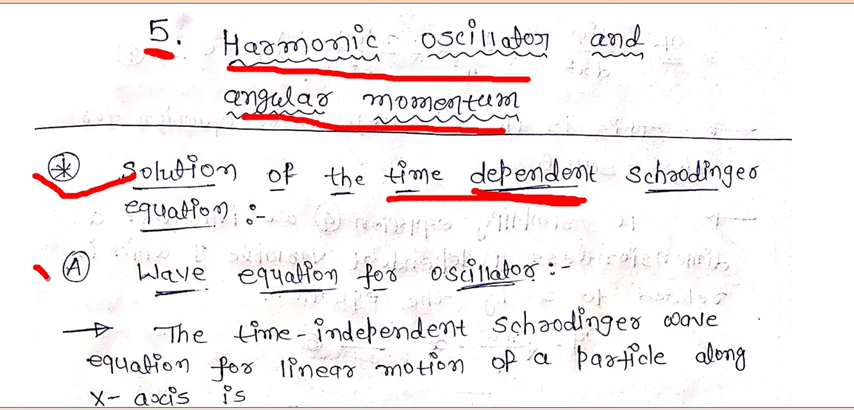 5. Harmonic oscillator and
angular momentum
* Solution of the time dependent Schrodinger
equation :-
A Wave equation for oscillator :-
→ The time-independent Schrodinger wave
equation for linear motion of a particle along
X-axis is